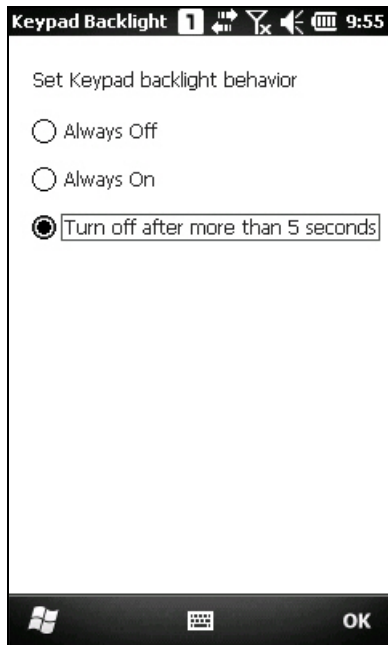 Keypad Backlight 1 9:55
Set Keypad backlight behavior
Always Off
Always On
Turn off after more than 5 seconds
OK